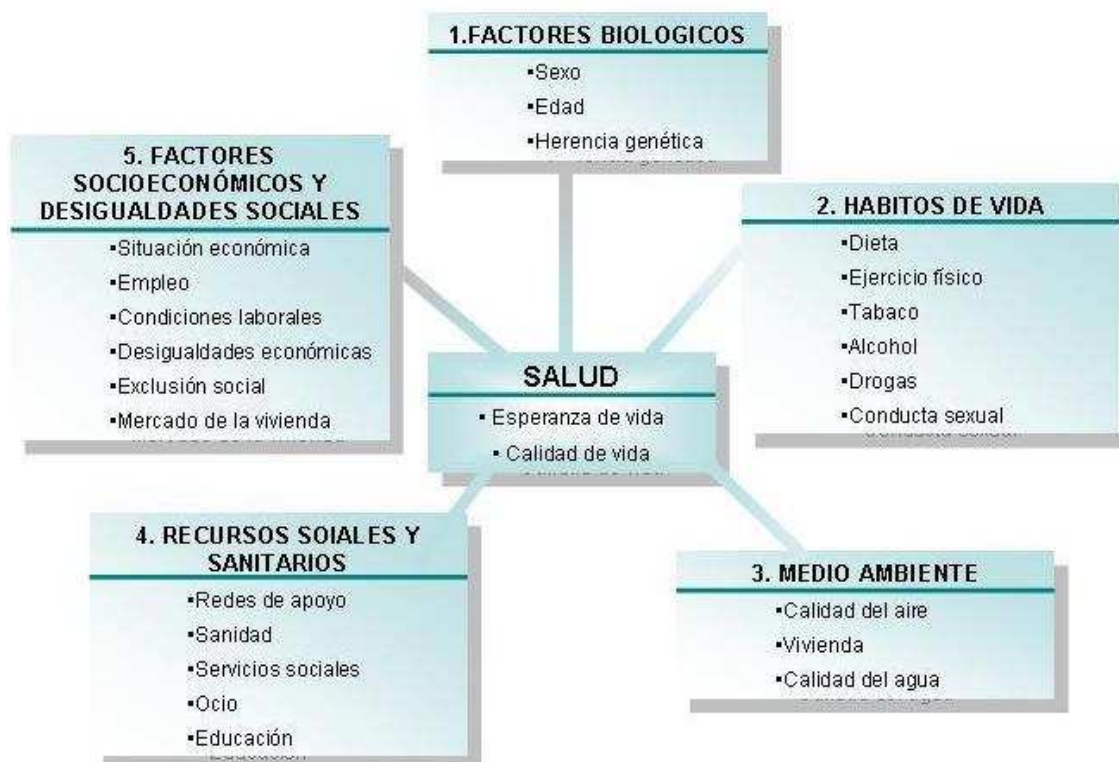 1.FACTORES BIOLOGICOS
▪Sexo
▪Edad
▪Herencia genética
5. FACTORES
SOCIOECONÓMICOS Y
DESIGUALDADES SOCIALES
▪Situación económica
▪Empleo
▪Condiciones laborales
▪Desigualdades económicas
▪Exclusión social
▪Mercado de la vivienda
2. HABITOS DE VIDA
▪Dieta
▪Ejercicio físico
▪Tabaco
▪Alcohol
▪Drogas
▪Conducta sexual
SALUD
▪ Esperanza de vida
▪ Calidad de vida
4. RECURSOS SOIALES Y
SANITARIOS
▪Redes de apoyo
▪Sanidad
▪Servicios sociales
▪Ocio
▪Educación
3. MEDIO AMBIENTE
▪Calidad del aire
▪Vivienda
▪Calidad del agua